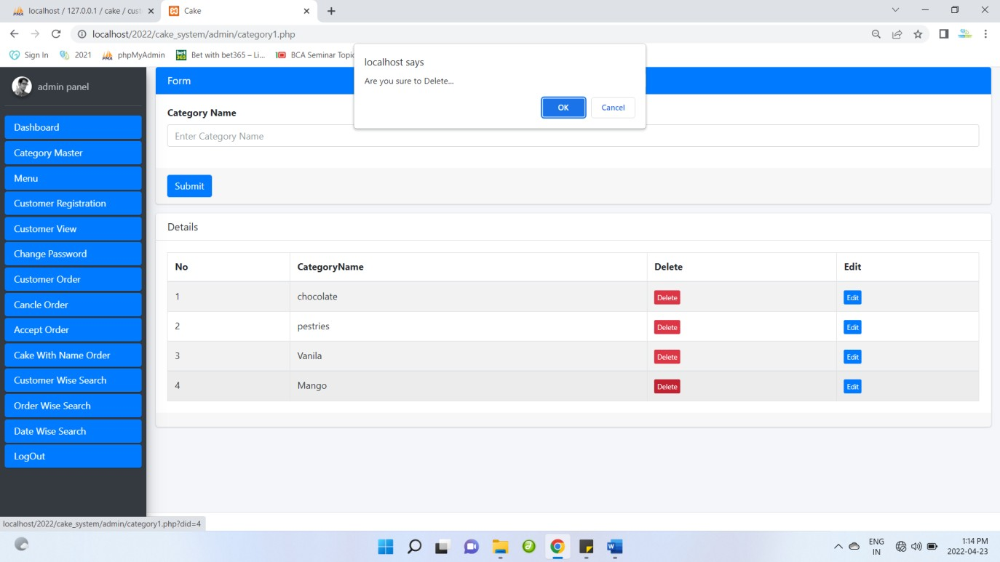 localhost / 127.0.0.1 / cake / cust
Cake
localhost/2022/cake_system/admin/category1.php
Sign In
2021
phpMyAdmin
Bet with bet365 – Li...
BCA Seminar Topic
localhost says
Are you sure to Delete...
OK
Cancel
admin panel
Dashboard
Category Master
Menu
Customer Registration
Customer View
Change Password
Customer Order
Cancle Order
Accept Order
Cake With Name Order
Customer Wise Search
Order Wise Search
Date Wise Search
LogOut
Form
Category Name
Enter Category Name
Submit
Details
No CategoryName Delete Edit
1 chocolate Delete Edit
2 pestries Delete Edit
3 Vanila Delete Edit
4 Mango Delete Edit
localhost/2022/cake_system/admin/category1.php?did=4
ENG
IN
1:14 PM
2022-04-23